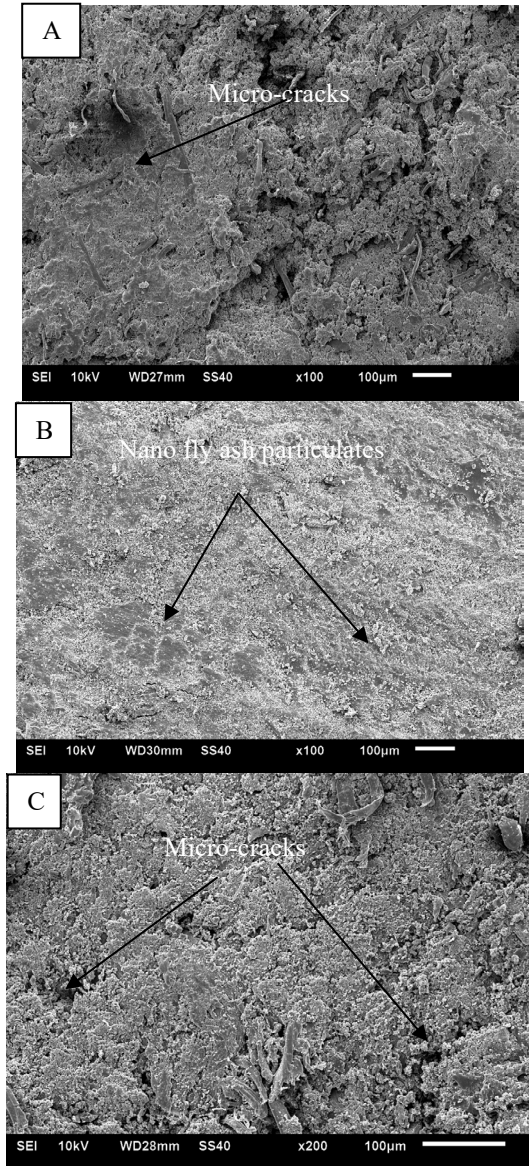 A
Micro-cracks
SEI 10kV WD27mm SS40 x100 100μm
B
Nano fly ash particulates
SEI 10kV WD30mm SS40 x100 100μm
C
Micro-cracks
SEI 10kV WD28mm SS40 x200 100μm